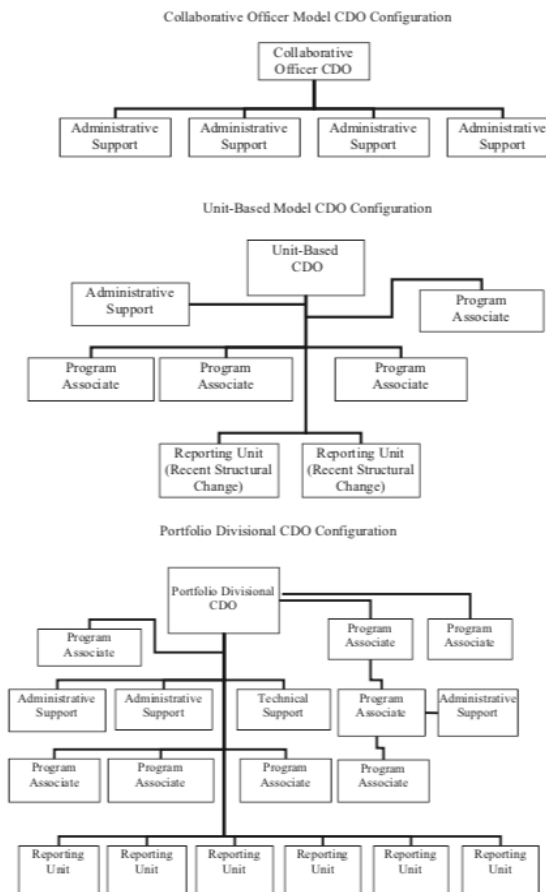 Collaborative Officer Model CDO Configuration
Collaborative
Officer CDO
Administrative
Support
Administrative
Support
Administrative
Support
Administrative
Support
Unit-Based Model CDO Configuration
Unit-Based
CDO
Administrative
Support
Program
Associate
Program
Associate
Program
Associate
Program
Associate
Reporting Unit
(Recent Structural
Change)
Reporting Unit
(Recent Structural
Change)
Portfolio Divisional CDO Configuration
Portfolio Divisional
CDO
Program
Associate
Program
Associate
Program
Associate
Administrative
Support
Administrative
Support
Technical
Support
Program
Associate
Administrative
Support
Program
Associate
Program
Associate
Program
Associate
Program
Associate
Reporting
Unit
Reporting
Unit
Reporting
Unit
Reporting
Unit
Reporting
Unit
Reporting
Unit